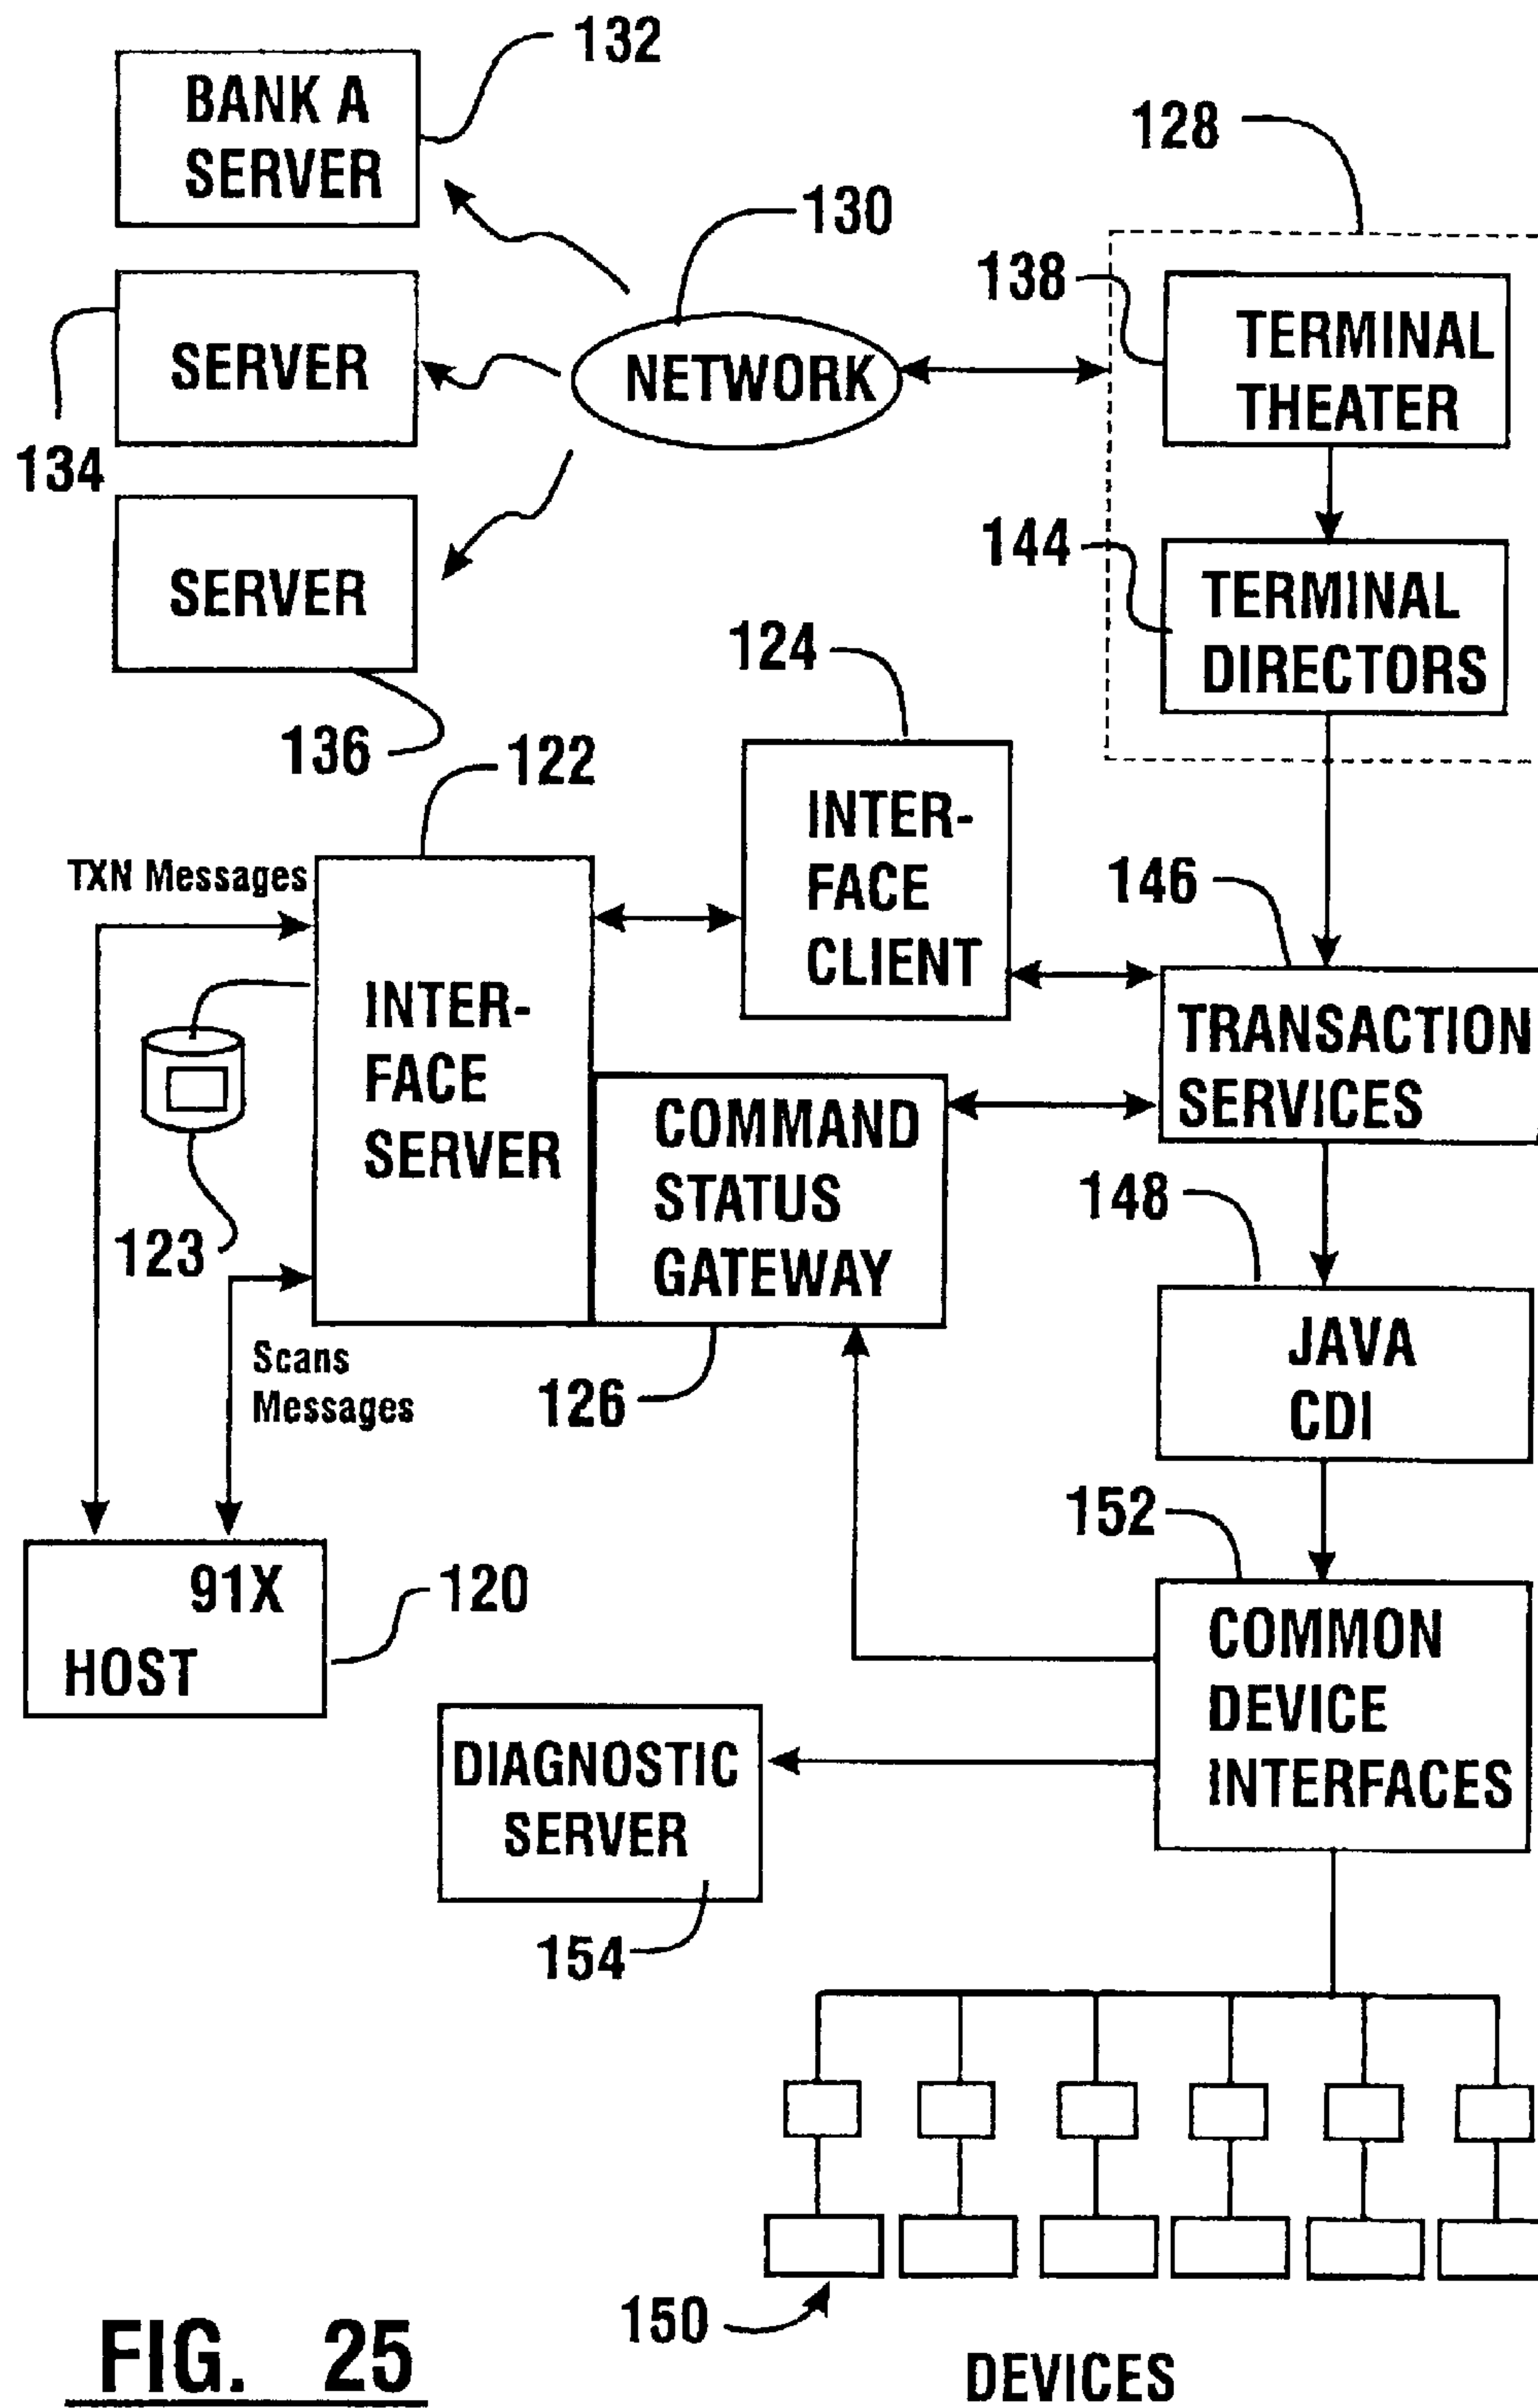 132
BANK A
SERVER
128
130
138
TERMINAL
THEATER
SERVER
NETWORK
134
144
TERMINAL
DIRECTORS
SERVER
124
136
122
INTER-
FACE
CLIENT
TXN Messages
146
INTER-
FACE
SERVER
TRANSACTION
SERVICES
COMMAND
STATUS
GATEWAY
123
148
Scans
Messages
126
JAVA
CDI
152
91X
HOST
120
COMMON
DEVICE
INTERFACES
DIAGNOSTIC
SERVER
154
150
DEVICES
FIG. 25